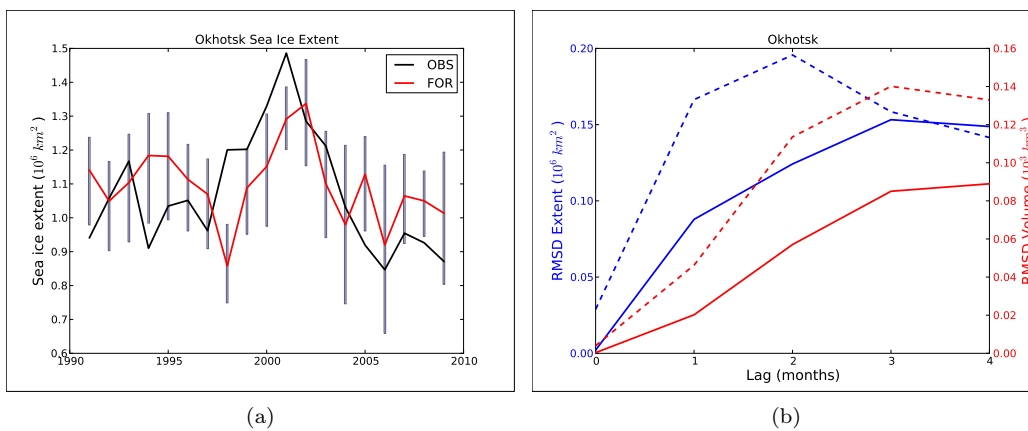 Okhotsk Sea Ice Extent
OBS
FOR
Sea ice extent (10⁶ km²)
1.5
1.4
1.3
1.2
1.1
1.0
0.9
0.8
0.7
0.6
1990 1995 2000 2005 2010
(a)
Okhotsk
RMSD Extent (10⁶ km²)
0.20
0.15
0.10
0.05
0.00
0 1 2 3 4
Lag (months)
0.16
0.14
0.12
0.10
0.08
0.06
0.04
0.02
0.00
RMSD Volume (10³
(b)